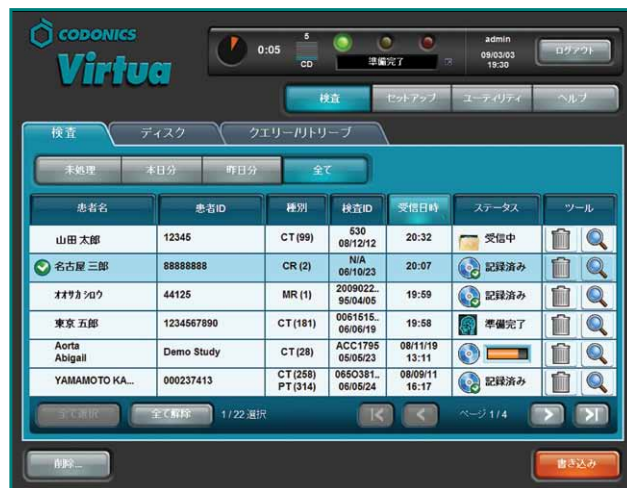 CODONICS
Virtua
0:05
5
CD
準備完了
admin
09/03/03
19:30
ログアウト
検査 セットアップ ユーティリティ ヘルプ
検査 ディスク クエリー/リトリーブ
未処理 本日分 昨日分 全て
患者名 患者ID 種別 検査ID 受信日時 ステータス ツール
山田 太郎 12345 CT (99) 530 08/12/12 20:32 受信中
名古屋 三郎 88888888 CR (2) N/A 06/10/23 20:07 記録済み
オオサカ シロウ 44125 MR (1) 2009022.. 95/04/05 19:59 記録済み
東京 五郎 1234567890 CT (181) 0061515.. 06/06/19 19:58 準備完了
Aorta Abigail Demo Study CT (28) ACC1795 05/05/23 08/11/19 13:11
YAMAMOTO KA... 000237413 CT (258) PT (314) 0650381.. 06/05/24 08/09/11 16:17 記録済み
全て選択 全て解除 1/22 選択 ページ 1/4
削除... 書き込み